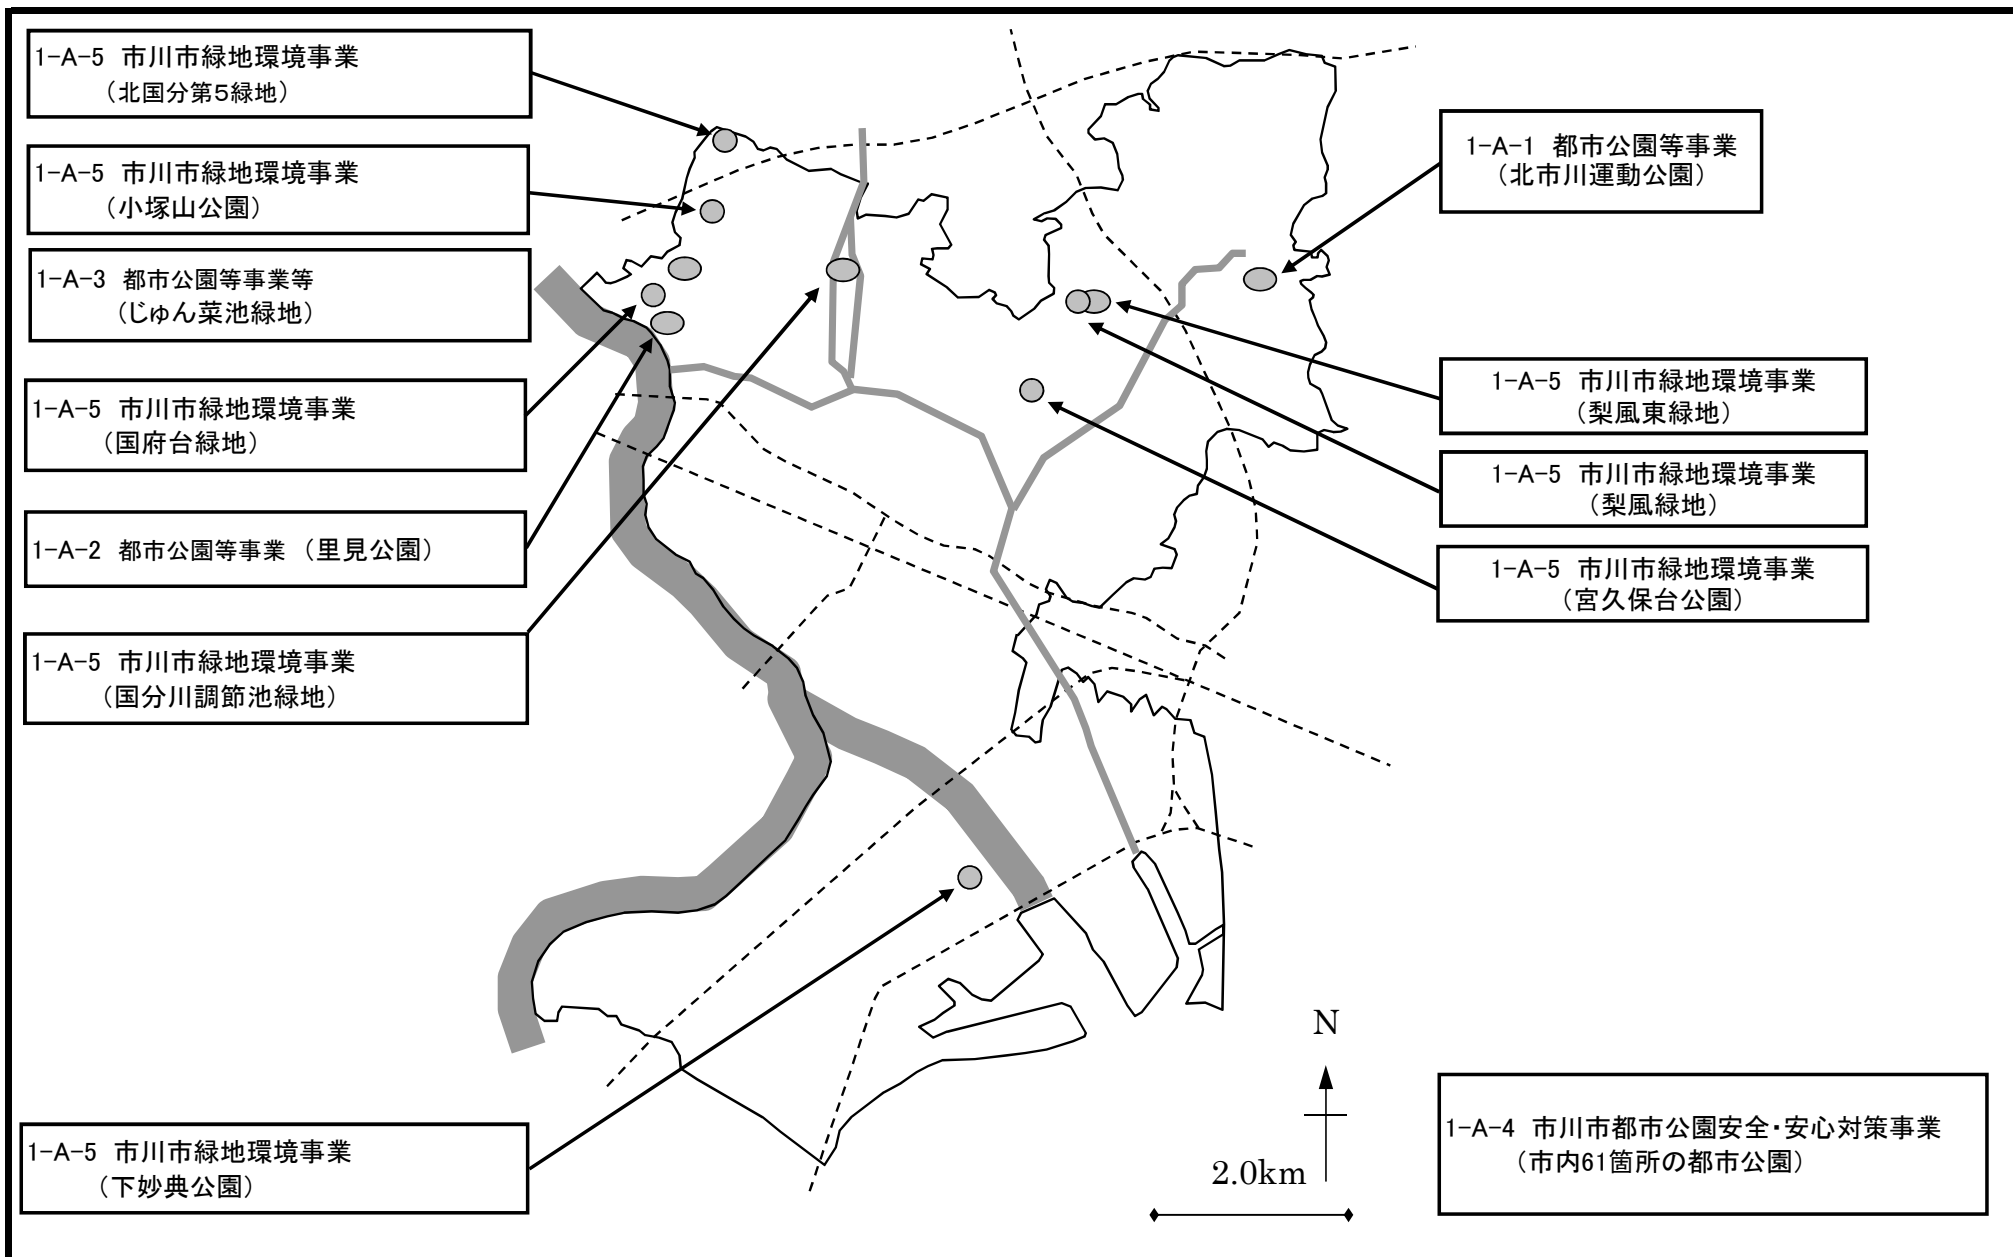 1-A-5 市川市緑地環境事業
（北国分第5緑地）
1-A-5 市川市緑地環境事業
（小塚山公園）
1-A-3 都市公園等事業等
（じゅん菜池緑地）
1-A-5 市川市緑地環境事業
（国府台緑地）
1-A-2 都市公園等事業 （里見公園）
1-A-5 市川市緑地環境事業
（国分川調節池緑地）
1-A-5 市川市緑地環境事業
（下妙典公園）
1-A-1 都市公園等事業
（北市川運動公園）
1-A-5 市川市緑地環境事業
（梨風東緑地）
1-A-5 市川市緑地環境事業
（梨風緑地）
1-A-5 市川市緑地環境事業
（宮久保台公園）
N
2.0km
1-A-4 市川市都市公園安全・安心対策事業
（市内61箇所の都市公園）